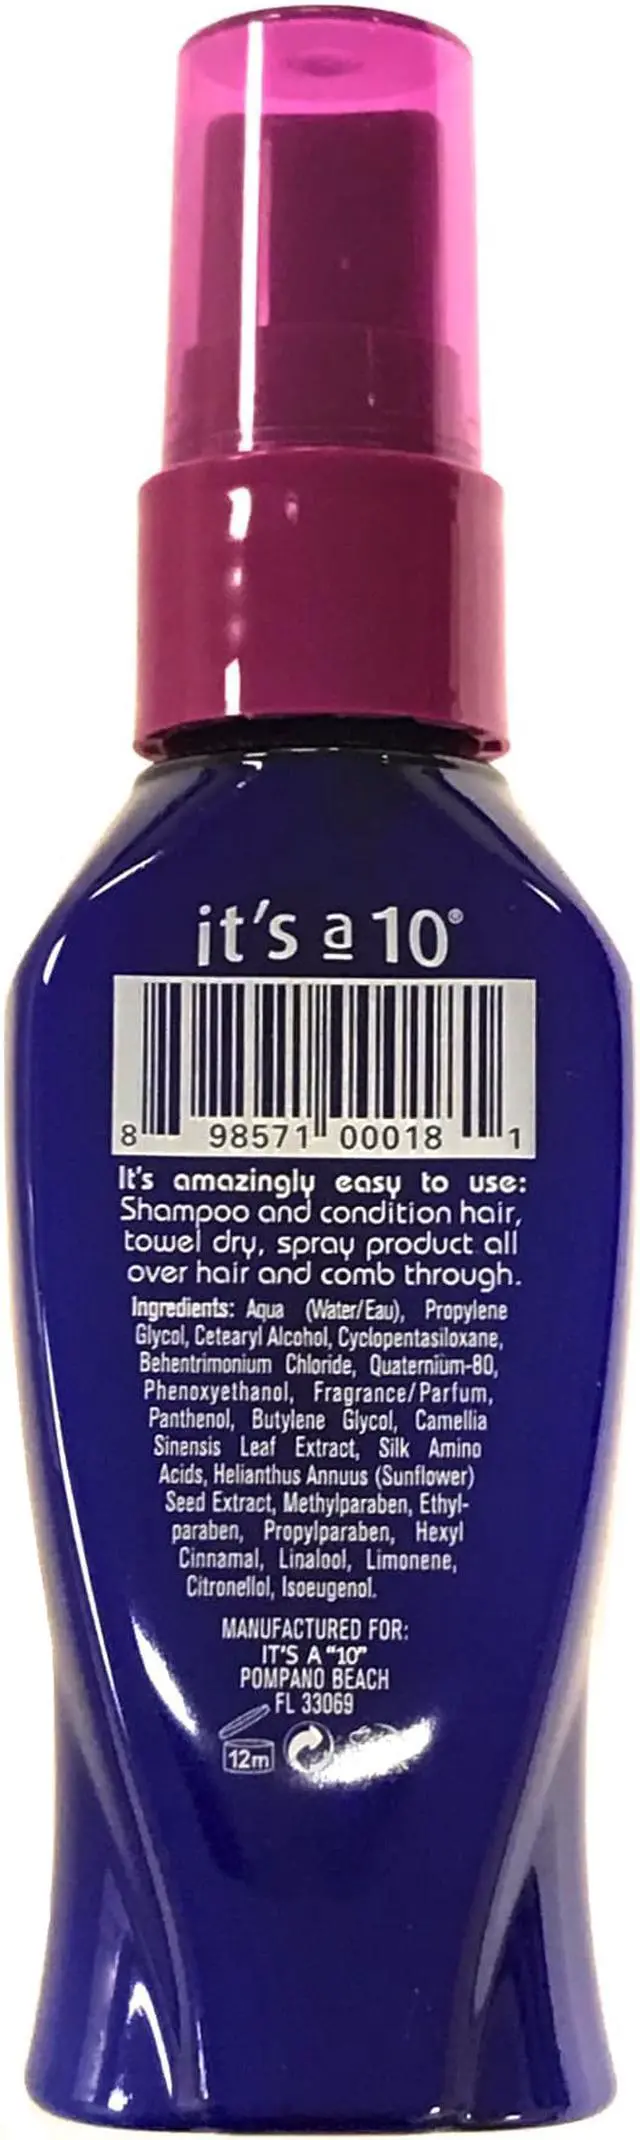 it's a 10®
8 98571 00018 1
It's amazingly easy to use:
Shampoo and condition hair,
towel dry, spray product all
over hair and comb through.
Ingredients: Aqua (Water/Eau), Propylene
Glycol, Cetearyl Alcohol, Cyclopentasiloxane,
Behentrimonium Chloride, Quaternium-80,
Phenoxyethanol, Fragrance/Parfum,
Panthenol, Butylene Glycol, Camellia
Sinensis Leaf Extract, Silk Amino
Acids, Helianthus Annuus (Sunflower)
Seed Extract, Methylparaben, Ethyl-
paraben, Propylparaben, Hexyl
Cinnamal, Linalool, Limonene,
Citronellol, Isoeugenol.
MANUFACTURED FOR:
IT'S A "10"
POMPANO BEACH
FL 33069
12m